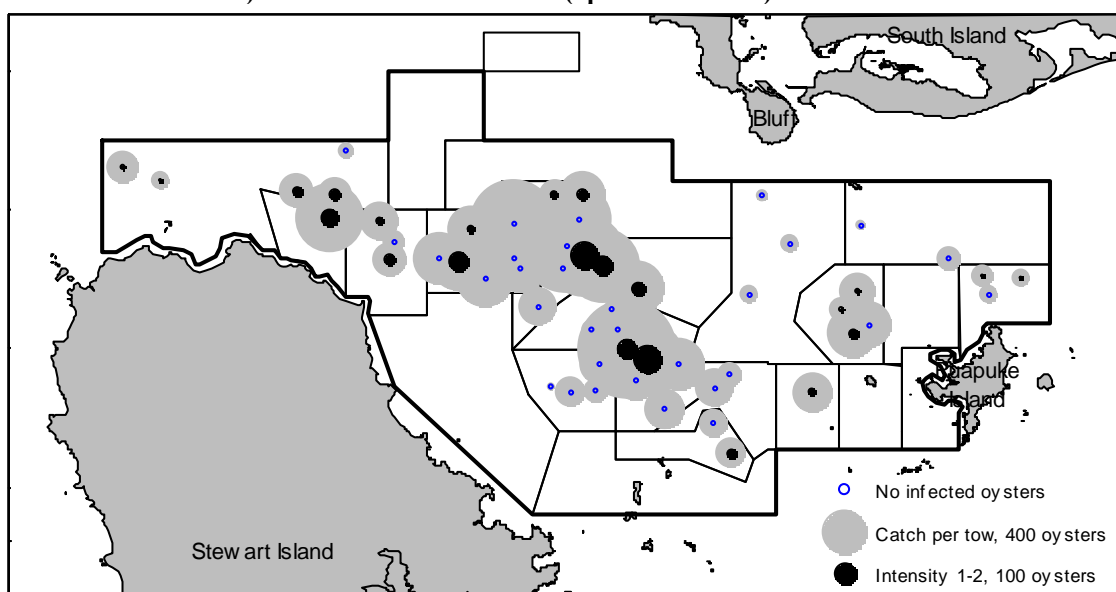 South Island
Bluff
Ruapuke
Island
No infected oysters
Catch per tow, 400 oysters
Stewart Island
Intensity 1-2, 100 oysters